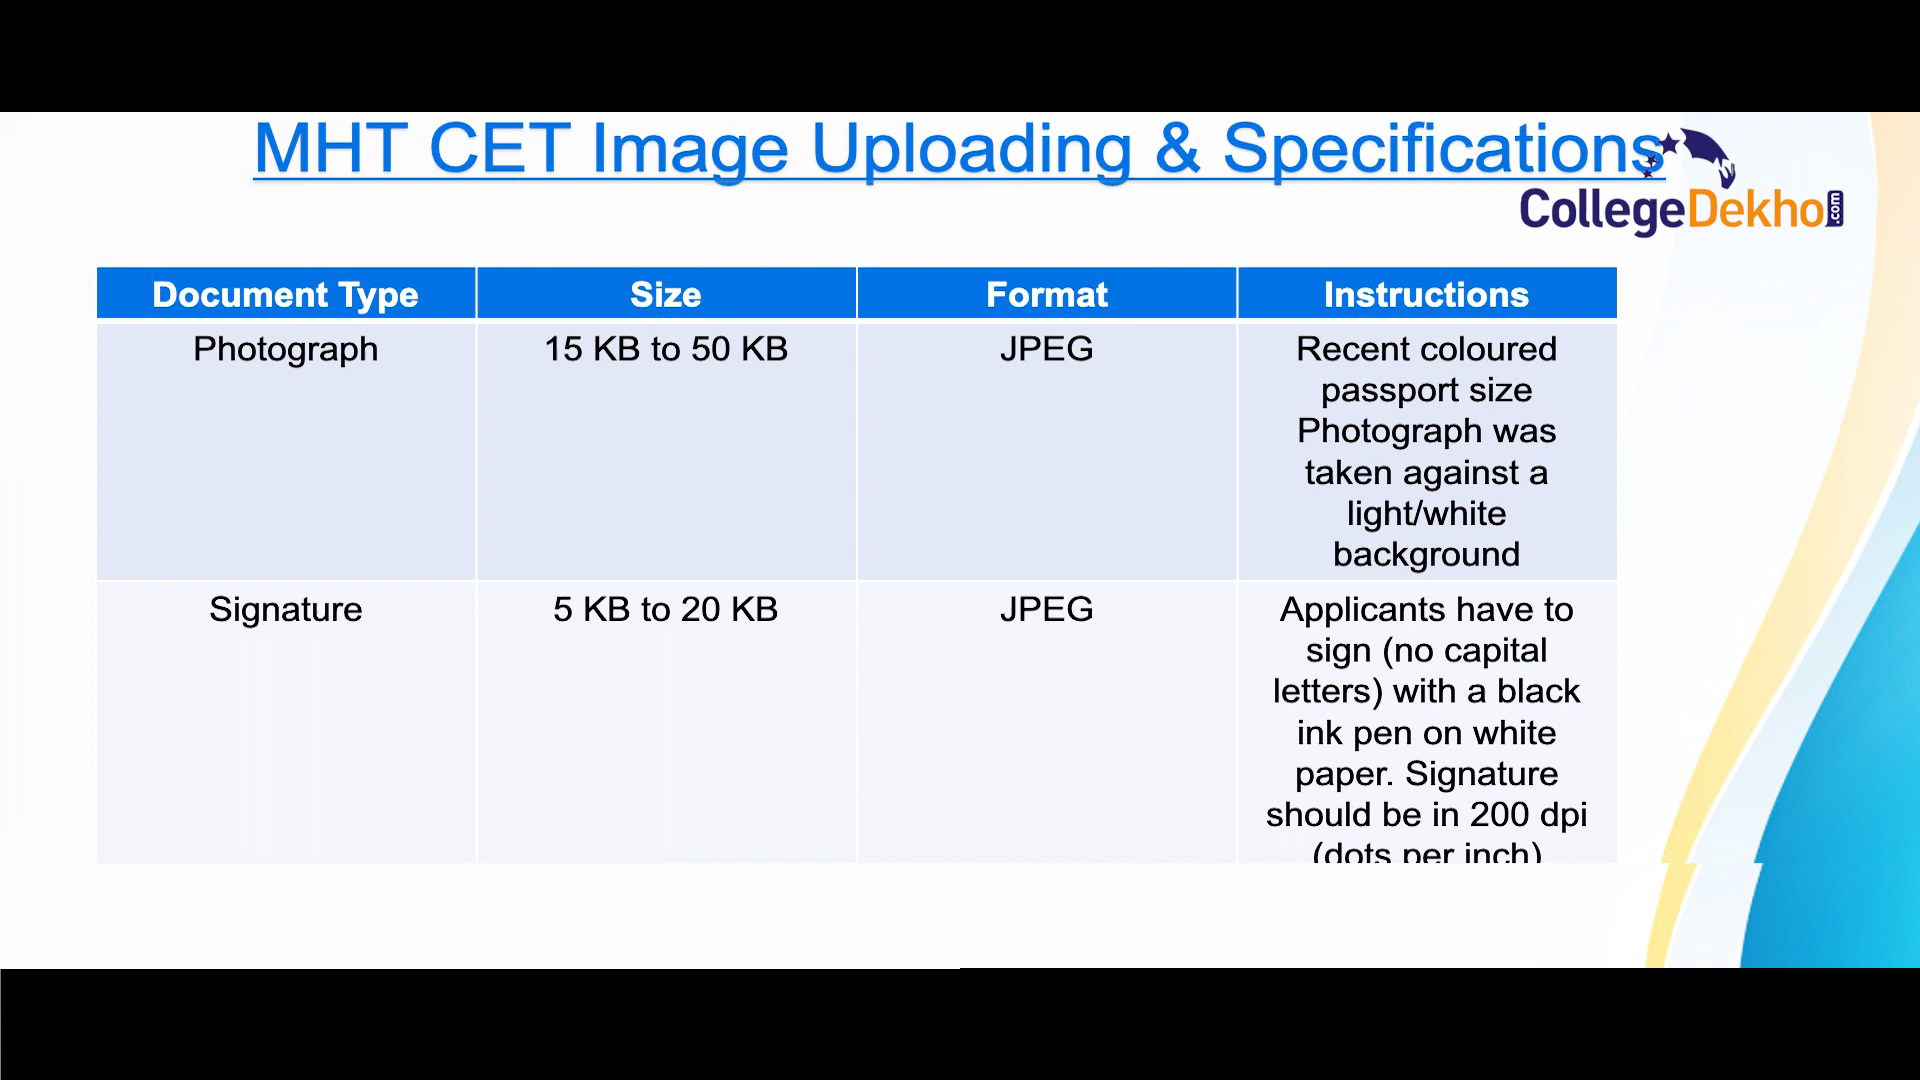 MHT CET Image Uploading & Specifications
CollegeDekho.com
Document Type Size Format Instructions
Photograph 15 KB to 50 KB JPEG Recent coloured
passport size
Photograph was
taken against a
light/white
background
Signature 5 KB to 20 KB JPEG Applicants have to
sign (no capital
letters) with a black
ink pen on white
paper. Signature
should be in 200 dpi
(dots per inch)